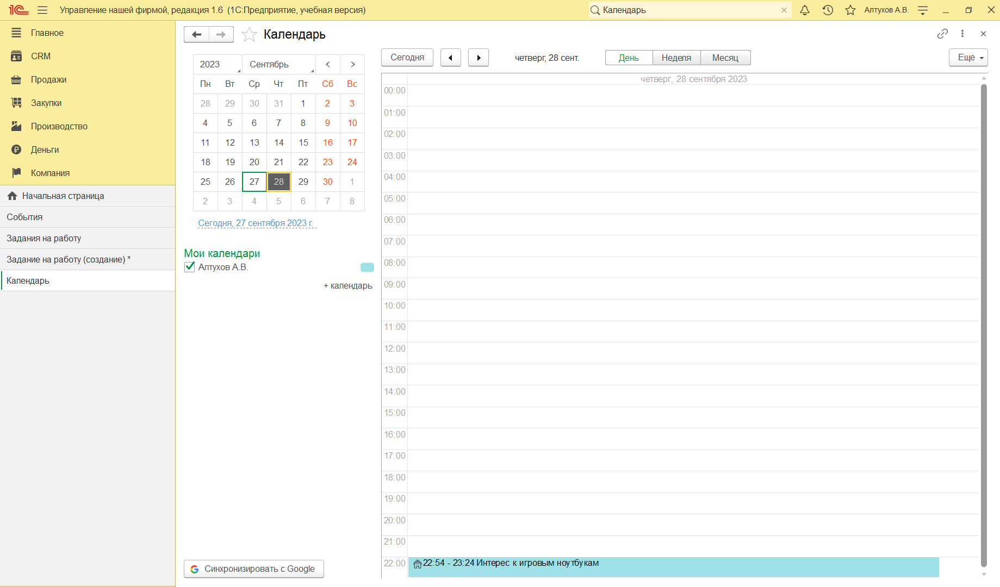 1С Управление нашей фирмой, редакция 1.6 (1С:Предприятие, учебная версия)
Календарь
Алтухов А.В.
Главное
CRM
Продажи
Закупки
Производство
Деньги
Компания
Начальная страница
События
Задания на работу
Задание на работу (создание) *
Календарь
Календарь
2023 Сентябрь < >
Пн Вт Ср Чт Пт Сб Вс
28 29 30 31 1 2 3
4 5 6 7 8 9 10
11 12 13 14 15 16 17
18 19 20 21 22 23 24
25 26 27 28 29 30 1
2 3 4 5 6 7 8
Сегодня, 27 сентября 2023 г.
Мои календари
Алтухов А.В.
+ календарь
Синхронизировать с Google
Сегодня
четверг, 28 сент.
День Неделя Месяц
Еще
четверг, 28 сентября 2023
00:00
01:00
02:00
03:00
04:00
05:00
06:00
07:00
08:00
09:00
10:00
11:00
12:00
13:00
14:00
15:00
16:00
17:00
18:00
19:00
20:00
21:00
22:00 22:54 - 23:24 Интерес к игровым ноутбукам